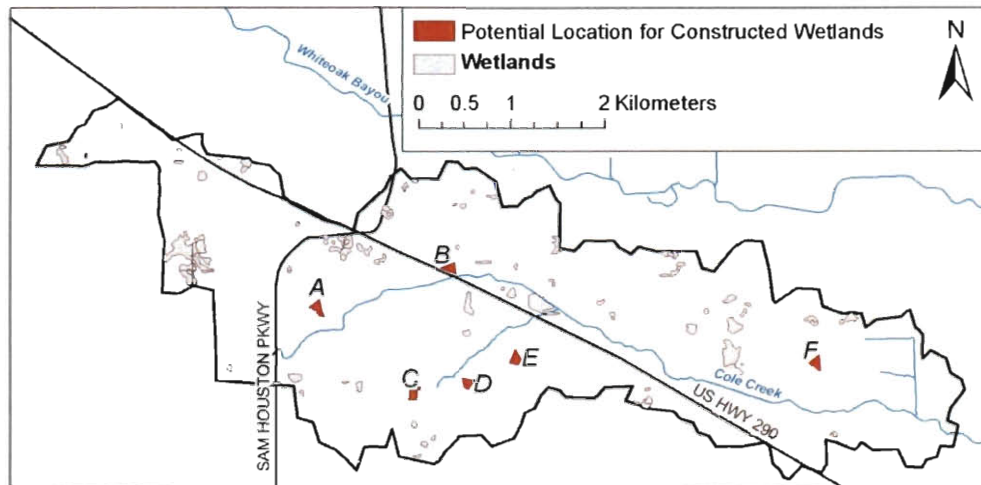 Potential Location for Constructed Wetlands
Wetlands
0 0.5 1 2 Kilometers
N
Whiteoak Bayou
A
B
C
D
E
F
Cole Creek
US HWY 290
SAM HOUSTON PKWY